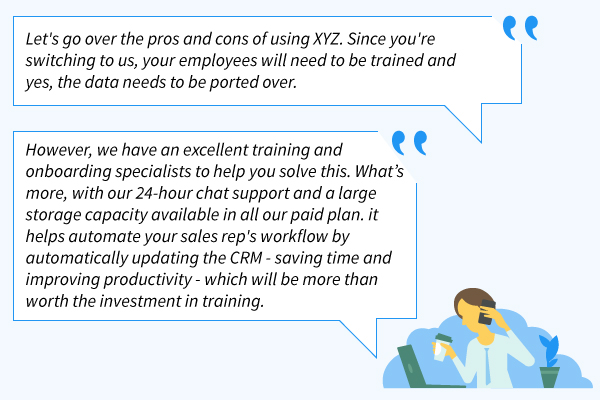 Let's go over the pros and cons of using XYZ. Since you're
switching to us, your employees will need to be trained and
yes, the data needs to be ported over.
However, we have an excellent training and
onboarding specialists to help you solve this. What’s
more, with our 24-hour chat support and a large
storage capacity available in all our paid plan. it
helps automate your sales rep's workflow by
automatically updating the CRM - saving time and
improving productivity - which will be more than
worth the investment in training.